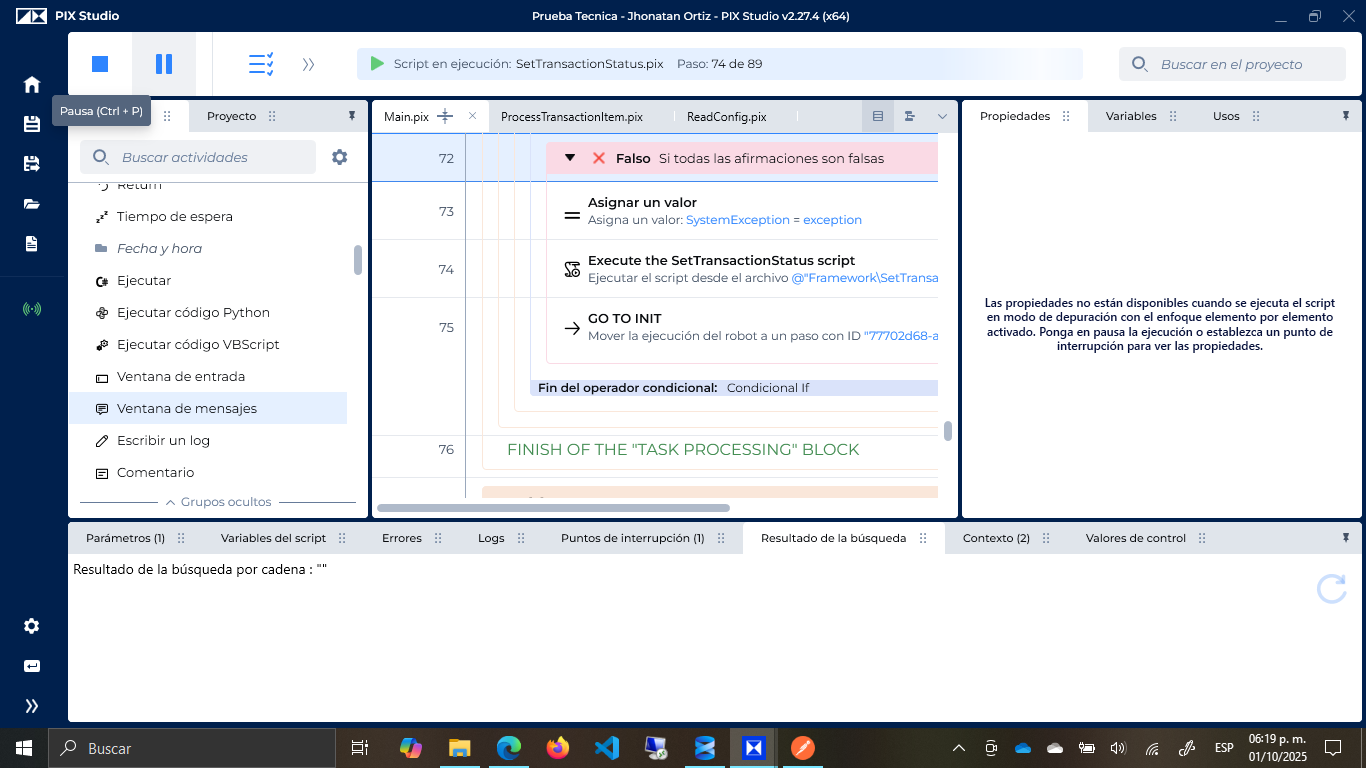 PIX Studio
Prueba Tecnica - Jhonatan Ortiz - PIX Studio v2.27.4 (x64)
Script en ejecución: SetTransactionStatus.pix Paso: 74 de 89
Buscar en el proyecto
Pausa (Ctrl + P)
Proyecto
Buscar actividades
Return
Tiempo de espera
Fecha y hora
Ejecutar
Ejecutar código Python
Ejecutar código VBScript
Ventana de entrada
Ventana de mensajes
Escribir un log
Comentario
Grupos ocultos
Main.pix
ProcessTransactionItem.pix
ReadConfig.pix
72 Falso Si todas las afirmaciones son falsas
73 Asignar un valor
Asigna un valor: SystemException = exception
74 Execute the SetTransactionStatus script
Ejecutar el script desde el archivo @"Framework\SetTransa
75 GO TO INIT
Mover la ejecución del robot a un paso con ID "77702d68-a
Fin del operador condicional: Condicional If
76 FINISH OF THE "TASK PROCESSING" BLOCK
Propiedades
Variables
Usos
Las propiedades no están disponibles cuando se ejecuta el script
en modo de depuración con el enfoque elemento por elemento
activado. Ponga en pausa la ejecución o establezca un punto de
interrupción para ver las propiedades.
Parámetros (1)
Variables del script
Errores
Logs
Puntos de interrupción (1)
Resultado de la búsqueda
Contexto (2)
Valores de control
Resultado de la búsqueda por cadena : ""
Buscar
ESP
06:19 p. m.
01/10/2025